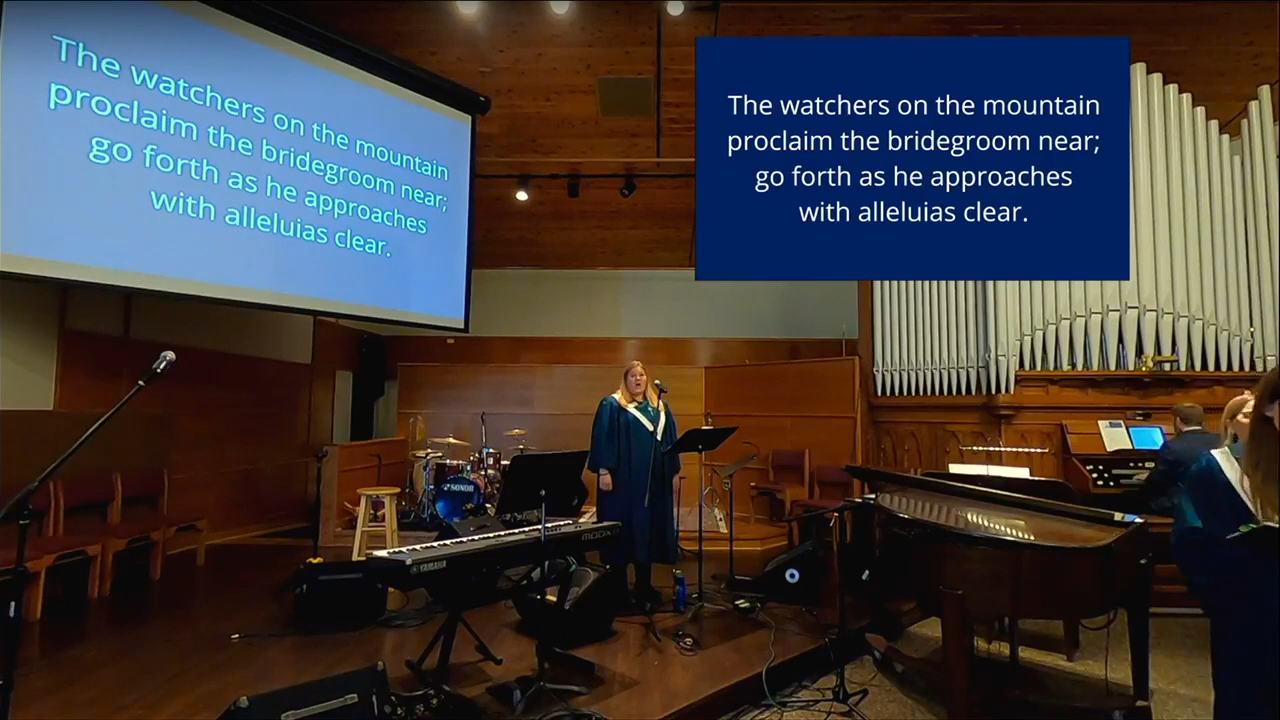 The watchers on the mountain
proclaim the bridegroom near;
go forth as he approaches
with alleluias clear.
The watchers on the mountain
proclaim the bridegroom near;
go forth as he approaches
with alleluias clear.
SONOR
YAMAHA
MODX